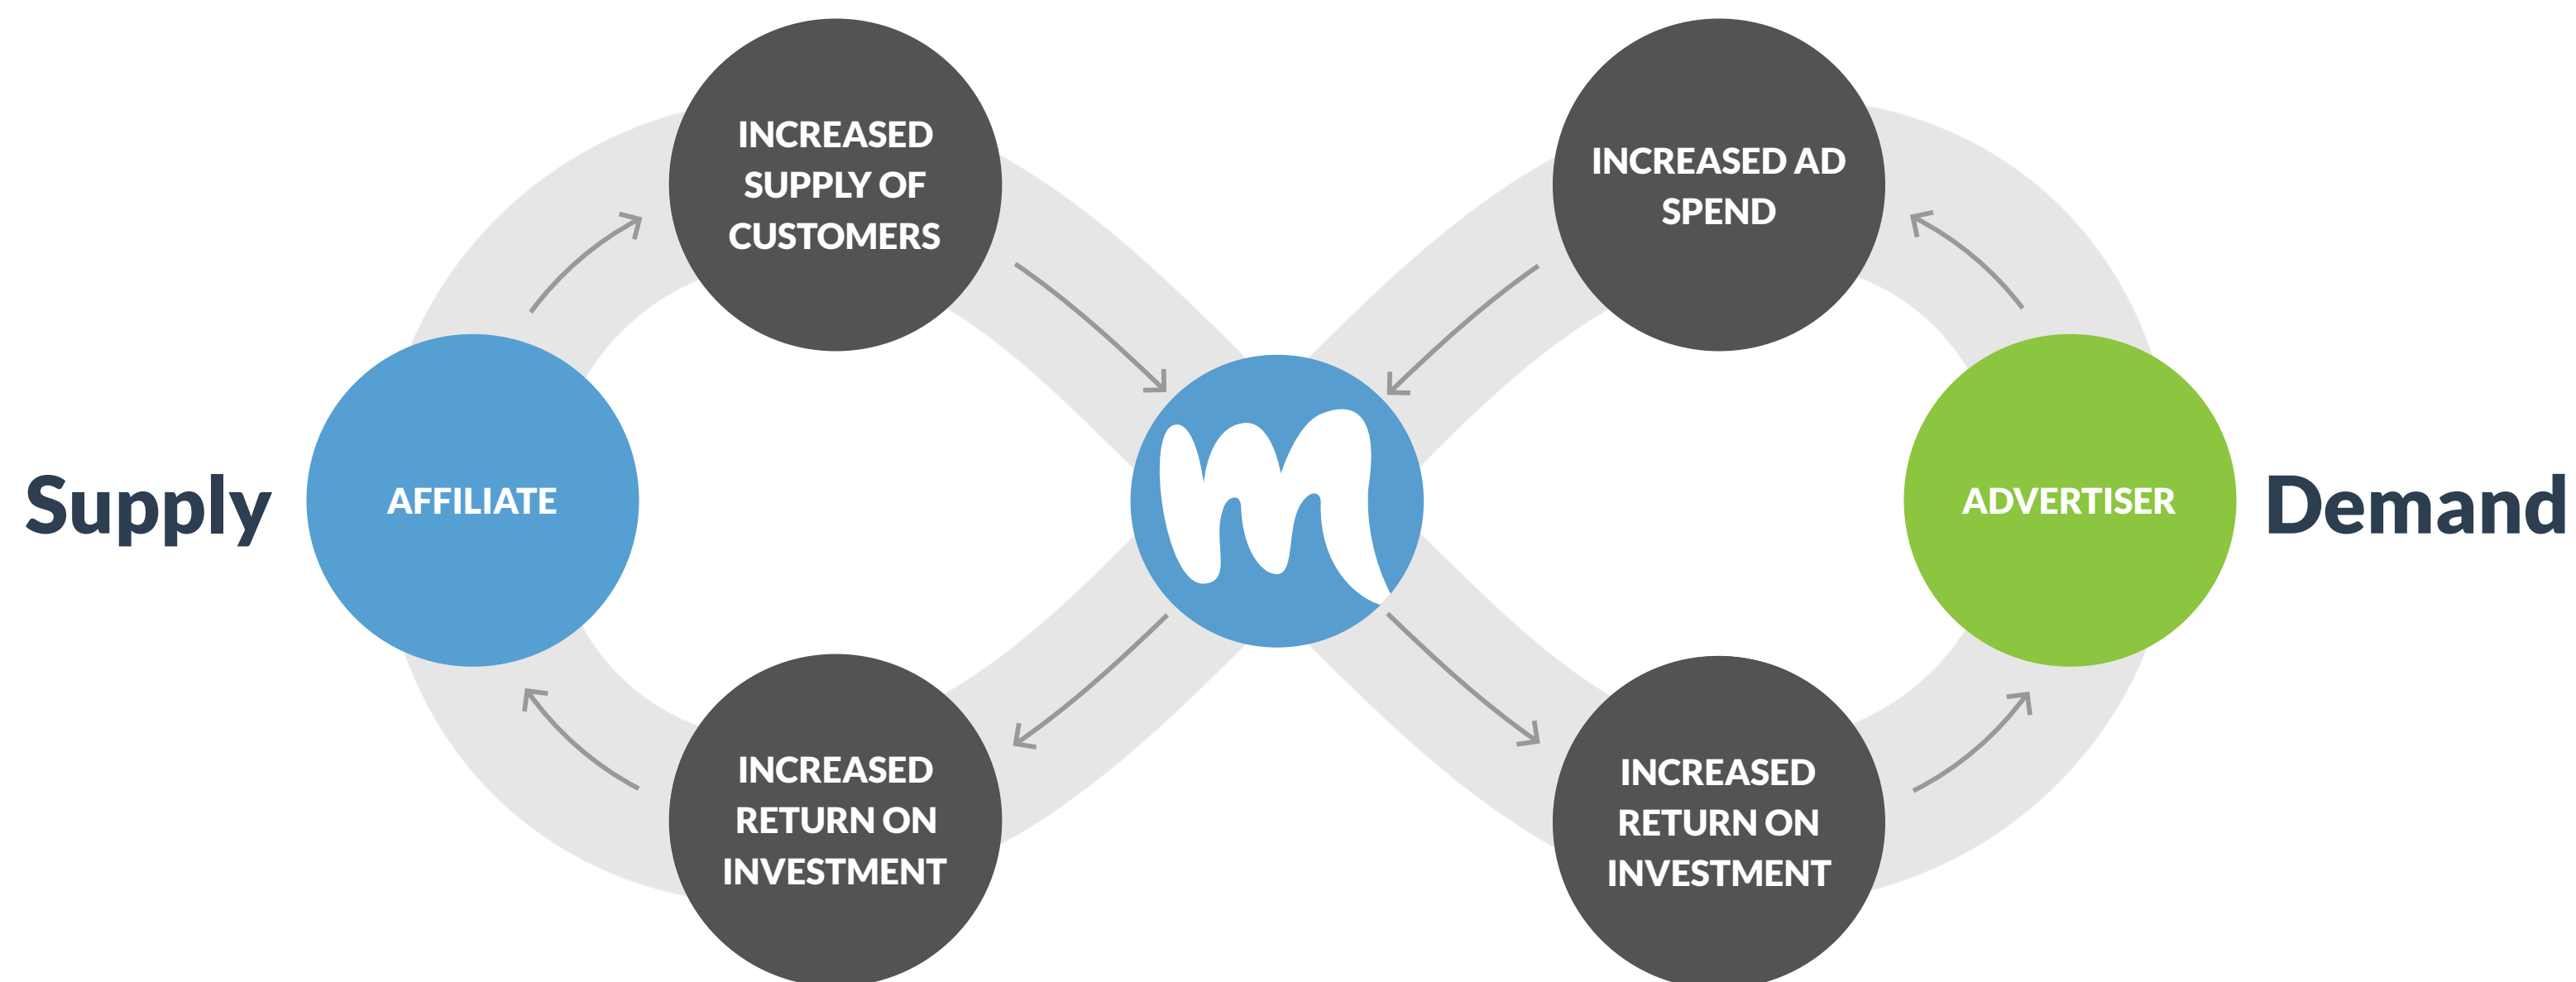 INCREASED
SUPPLY OF
CUSTOMERS
INCREASED AD
SPEND
Supply
AFFILIATE
m
ADVERTISER
Demand
INCREASED
RETURN ON
INVESTMENT
INCREASED
RETURN ON
INVESTMENT